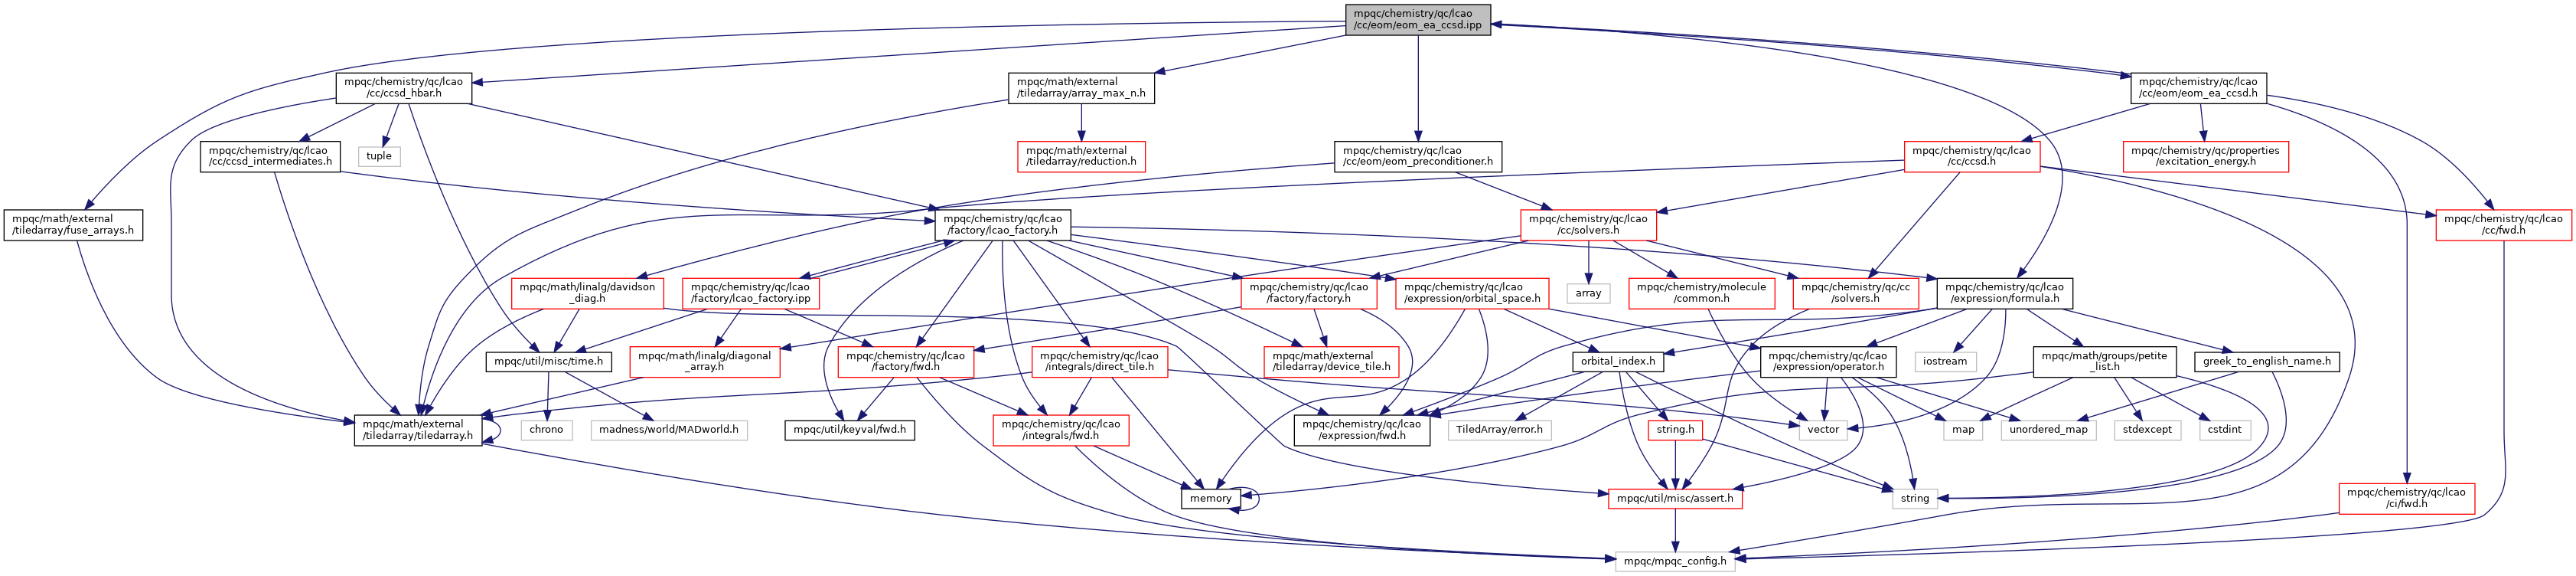 mpqc/chemistry/qc/lcao
/cc/eom/eom_ea_ccsd.ipp
mpqc/chemistry/qc/lcao
/cc/ccsd_hbar.h
mpqc/math/external
/tiledarray/array_max_n.h
mpqc/chemistry/qc/lcao
/cc/eom/eom_ea_ccsd.h
mpqc/chemistry/qc/lcao
/cc/ccsd_intermediates.h
tuple
mpqc/math/external
/tiledarray/reduction.h
mpqc/chemistry/qc/lcao
/cc/eom/eom_preconditioner.h
mpqc/chemistry/qc/lcao
/cc/ccsd.h
mpqc/chemistry/qc/properties
/excitation_energy.h
mpqc/math/external
/tiledarray/fuse_arrays.h
mpqc/chemistry/qc/lcao
/factory/lcao_factory.h
mpqc/chemistry/qc/lcao
/cc/solvers.h
mpqc/chemistry/qc/lcao
/cc/fwd.h
mpqc/math/linalg/davidson
_diag.h
mpqc/chemistry/qc/lcao
/factory/lcao_factory.ipp
mpqc/chemistry/qc/lcao
/factory/factory.h
mpqc/chemistry/qc/lcao
/expression/orbital_space.h
array
mpqc/chemistry/molecule
/common.h
mpqc/chemistry/qc/cc
/solvers.h
mpqc/chemistry/qc/lcao
/expression/formula.h
mpqc/util/misc/time.h
mpqc/math/linalg/diagonal
_array.h
mpqc/chemistry/qc/lcao
/factory/fwd.h
mpqc/chemistry/qc/lcao
/integrals/direct_tile.h
mpqc/math/external
/tiledarray/device_tile.h
orbital_index.h
mpqc/chemistry/qc/lcao
/expression/operator.h
iostream
mpqc/math/groups/petite
_list.h
greek_to_english_name.h
mpqc/math/external
/tiledarray/tiledarray.h
chrono
madness/world/MADworld.h
mpqc/util/keyval/fwd.h
mpqc/chemistry/qc/lcao
/integrals/fwd.h
mpqc/chemistry/qc/lcao
/expression/fwd.h
TiledArray/error.h
string.h
vector
map
unordered_map
stdexcept
cstdint
memory
mpqc/util/misc/assert.h
string
mpqc/chemistry/qc/lcao
/ci/fwd.h
mpqc/mpqc_config.h